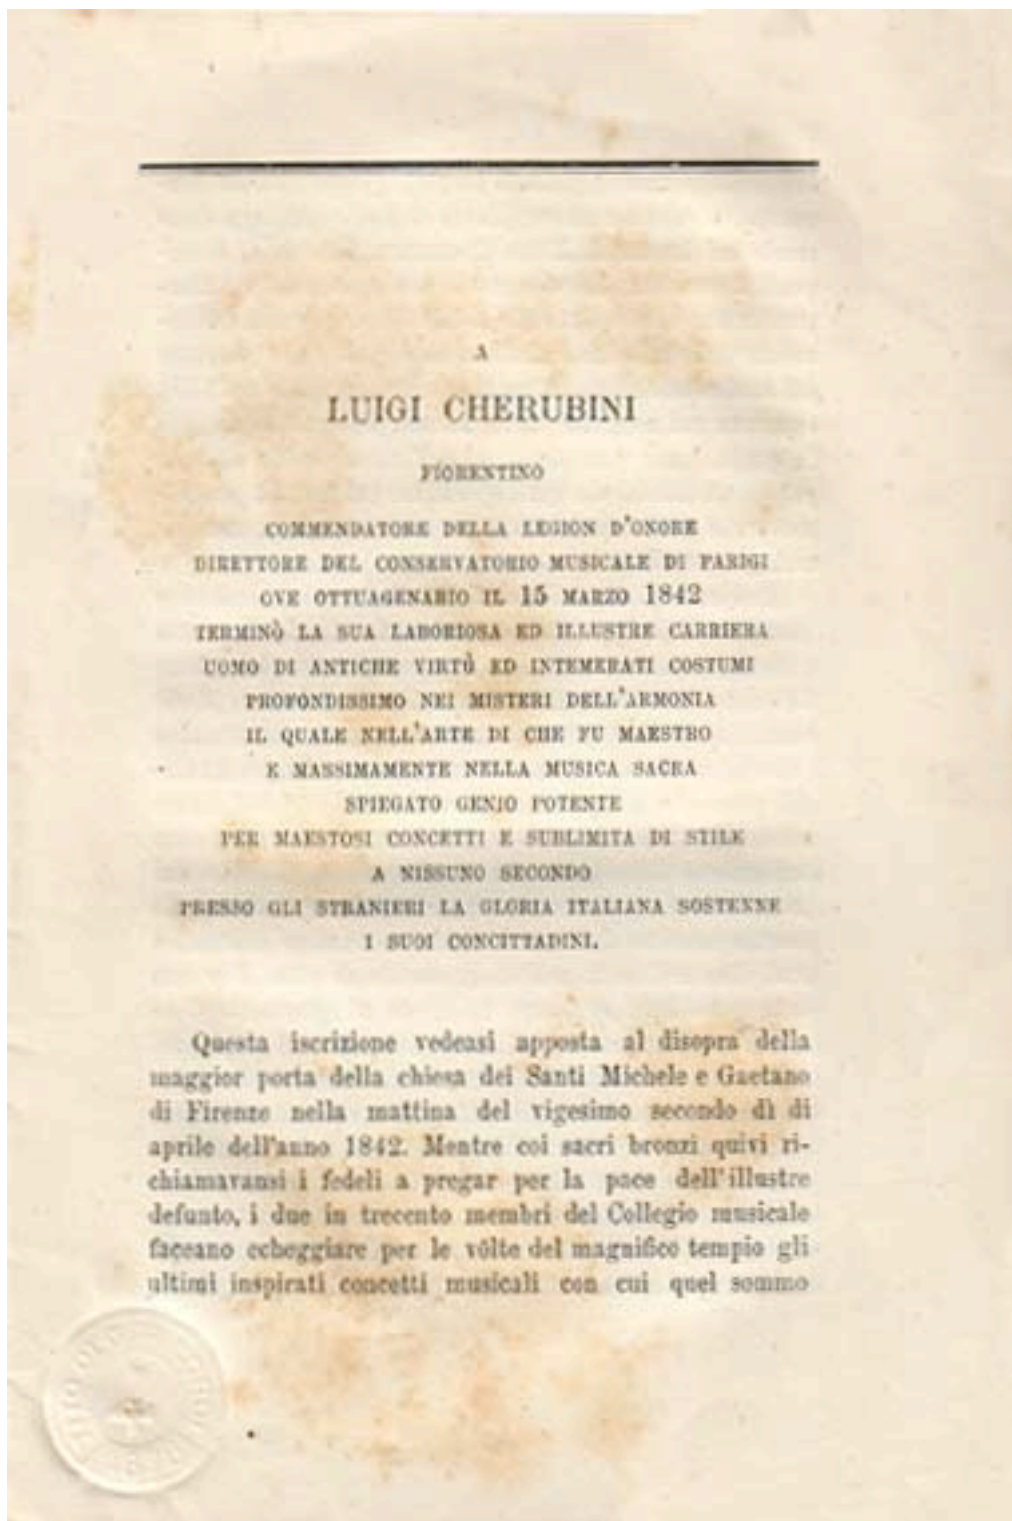 A
LUIGI CHERUBINI
FIORENTINO
COMMENDATORE DELLA LEGION D'ONORE
DIRETTORE DEL CONSERVATORIO MUSICALE DI PARIGI
OVE OTTUAGENARIO IL 15 MARZO 1842
TERMINÒ LA SUA LABORIOSA ED ILLUSTRE CARRIERA
UOMO DI ANTICHE VIRTÙ ED INTEMERATI COSTUMI
PROFONDISSIMO NEI MISTERI DELL'ARMONIA
IL QUALE NELL'ARTE DI CHE FU MAESTRO
E MASSIMAMENTE NELLA MUSICA SACRA
SPIEGATO GENIO POTENTE
PER MAESTOSI CONCETTI E SUBLIMITA DI STILE
A NISSUNO SECONDO
PRESSO GLI STRANIERI LA GLORIA ITALIANA SOSTENNE
I SUOI CONCITTADINI.
Questa iscrizione vedeasi apposta al disopra della
maggior porta della chiesa dei Santi Michele e Gaetano
di Firenze nella mattina del vigesimo secondo dì di
aprile dell'anno 1842. Mentre coi sacri bronzi quivi ri-
chiamavansi i fedeli a pregar per la pace dell'illustre
defunto, i due in trecento membri del Collegio musicale
faceano echeggiare per le vôlte del magnifico tempio gli
ultimi inspirati concetti musicali con cui quel sommo